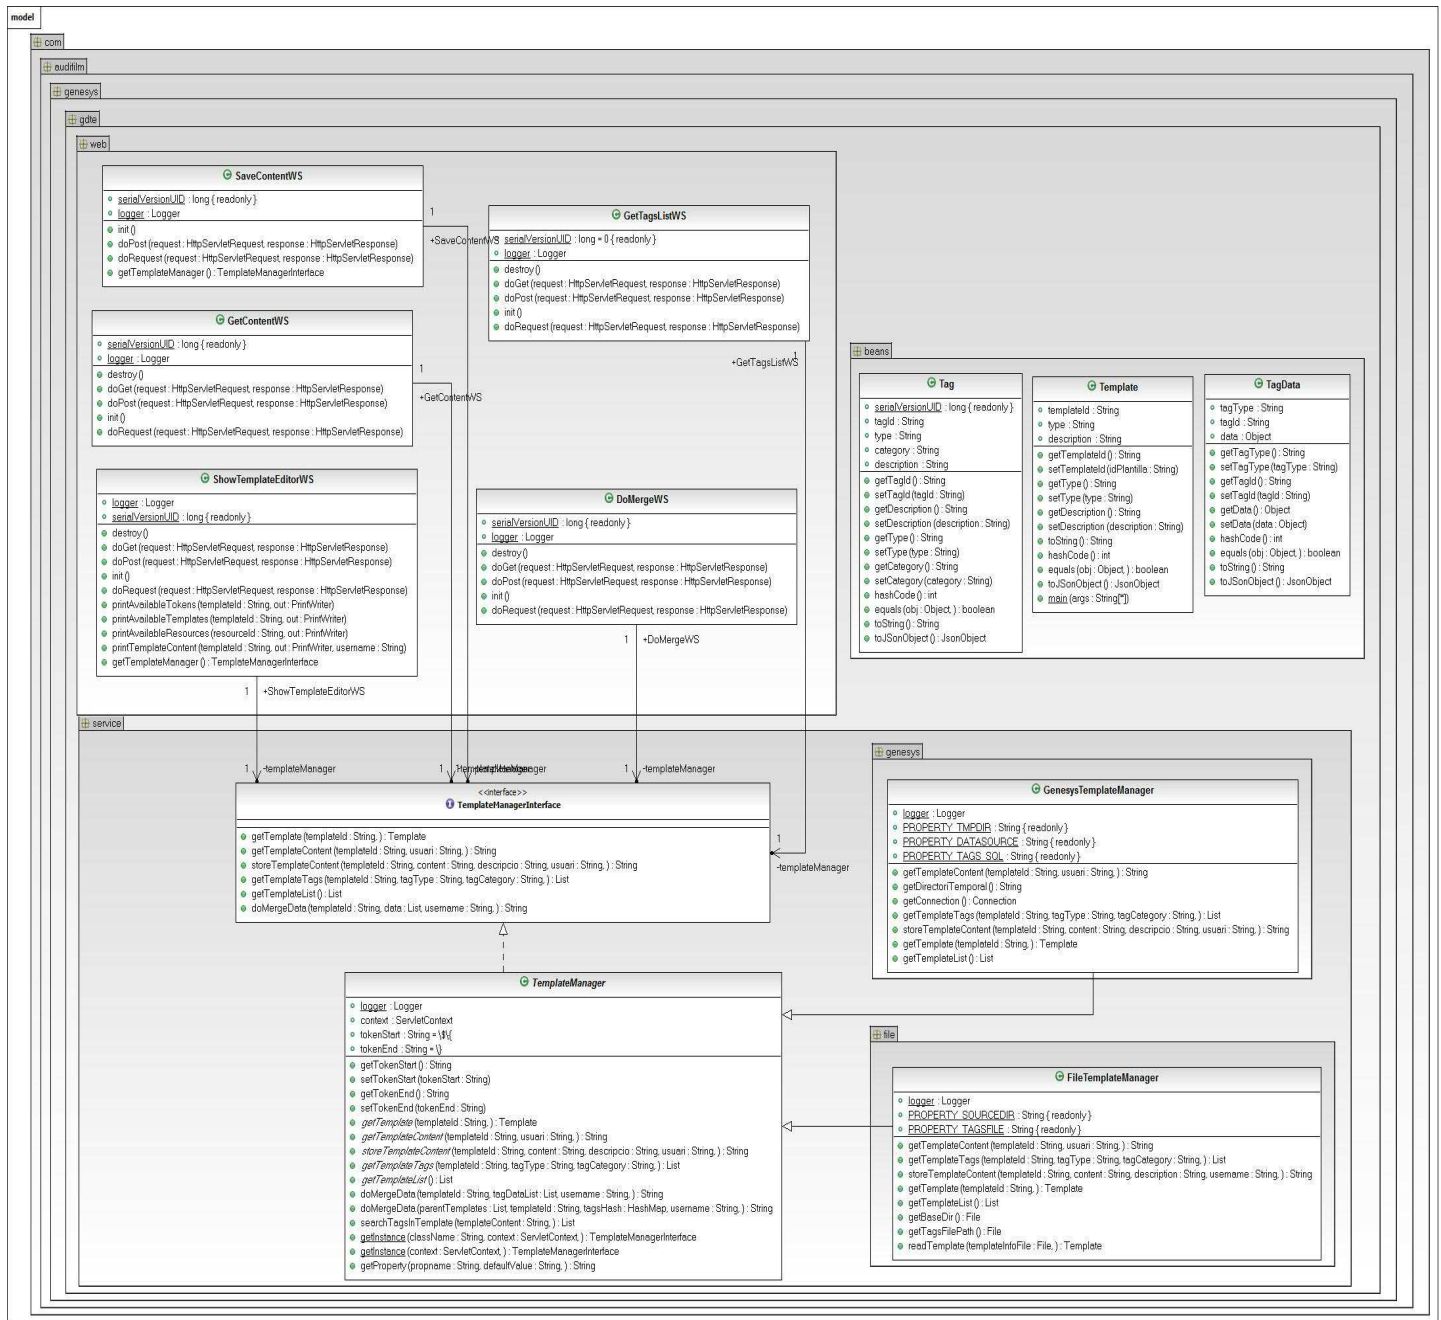 model
com
audifilm
genesys
gdte
web
SaveContentWS
serialVersionUID : long { readonly }
logger : Logger
init ()
doPost (request : HttpServletRequest, response : HttpServletResponse)
doRequest (request : HttpServletRequest, response : HttpServletResponse)
getTemplateManager () : TemplateManagerInterface
1
+SaveContentWS
GetTagsListWS
serialVersionUID : long = 0 { readonly }
logger : Logger
destroy ()
doGet (request : HttpServletRequest, response : HttpServletResponse)
doPost (request : HttpServletRequest, response : HttpServletResponse)
init ()
doRequest (request : HttpServletRequest, response : HttpServletResponse)
1
+GetTagsListWS
GetContentWS
serialVersionUID : long { readonly }
logger : Logger
destroy ()
doGet (request : HttpServletRequest, response : HttpServletResponse)
doPost (request : HttpServletRequest, response : HttpServletResponse)
init ()
doRequest (request : HttpServletRequest, response : HttpServletResponse)
1
+GetContentWS
ShowTemplateEditorWS
logger : Logger
serialVersionUID : long { readonly }
destroy ()
doGet (request : HttpServletRequest, response : HttpServletResponse)
doPost (request : HttpServletRequest, response : HttpServletResponse)
init ()
doRequest (request : HttpServletRequest, response : HttpServletResponse)
printAvailableTokens (templateId : String, out : PrintWriter)
printAvailableTemplates (templateId : String, out : PrintWriter)
printAvailableResources (resourceId : String, out : PrintWriter)
printTemplateContent (templateId : String, out : PrintWriter, username : String)
getTemplateManager () : TemplateManagerInterface
1
+ShowTemplateEditorWS
DoMergeWS
serialVersionUID : long { readonly }
logger : Logger
destroy ()
doGet (request : HttpServletRequest, response : HttpServletResponse)
doPost (request : HttpServletRequest, response : HttpServletResponse)
init ()
doRequest (request : HttpServletRequest, response : HttpServletResponse)
1
+DoMergeWS
beans
Tag
serialVersionUID : long { readonly }
tagId : String
type : String
category : String
description : String
getTagId () : String
setTagId (tagId : String)
getDescription () : String
setDescription (description : String)
getType () : String
setType (type : String)
getCategory () : String
setCategory (category : String)
hashCode () : int
equals (obj : Object, ) : boolean
toString () : String
toJSonObject () : JsonObject
Template
templateId : String
type : String
description : String
getTemplateId () : String
setTemplateId (idPlantilla : String)
getType () : String
setType (type : String)
getDescription () : String
setDescription (description : String)
toString () : String
hashCode () : int
equals (obj : Object, ) : boolean
toJSonObject () : JsonObject
main (args : String[*])
TagData
tagType : String
tagId : String
data : Object
getTagType () : String
setTagType (tagType : String)
getTagId () : String
setTagId (tagId : String)
getData () : Object
setData (data : Object)
hashCode () : int
equals (obj : Object, ) : boolean
toString () : String
toJSonObject () : JsonObject
service
1
-templateManager
1
1
-templateManager
1
-templateManager
<<interface>>
TemplateManagerInterface
getTemplate (templateId : String, ) : Template
getTemplateContent (templateId : String, usuari : String, ) : String
storeTemplateContent (templateId : String, content : String, descripcio : String, usuari : String, ) : String
getTemplateTags (templateId : String, tagType : String, tagCategory : String, ) : List
getTemplateList () : List
doMergeData (templateId : String, data : List, username : String, ) : String
1
-templateManager
genesys
GenesysTemplateManager
logger : Logger
PROPERTY_TMPDIR : String { readonly }
PROPERTY_DATASOURCE : String { readonly }
PROPERTY_TAGS_SQL : String { readonly }
getTemplateContent (templateId : String, usuari : String, ) : String
getDirectoriTemporal () : String
getConnection () : Connection
getTemplateTags (templateId : String, tagType : String, tagCategory : String, ) : List
storeTemplateContent (templateId : String, content : String, descripcio : String, usuari : String, ) : String
getTemplate (templateId : String, ) : Template
getTemplateList () : List
TemplateManager
logger : Logger
context : ServletContext
tokenStart : String = \$\{
tokenEnd : String = \}
getTokenStart () : String
setTokenStart (tokenStart : String)
getTokenEnd () : String
setTokenEnd (tokenEnd : String)
getTemplate (templateId : String, ) : Template
getTemplateContent (templateId : String, usuari : String, ) : String
storeTemplateContent (templateId : String, content : String, descripcio : String, usuari : String, ) : String
getTemplateTags (templateId : String, tagType : String, tagCategory : String, ) : List
getTemplateList () : List
doMergeData (templateId : String, tagDataList : List, username : String, ) : String
doMergeData (parentTemplates : List, templateId : String, tagsHash : HashMap, username : String, ) : String
searchTagsInTemplate (templateContent : String, ) : List
getInstance (className : String, context : ServletContext, ) : TemplateManagerInterface
getInstance (context : ServletContext, ) : TemplateManagerInterface
getProperty (propname : String, defaultValue : String, ) : String
file
FileTemplateManager
logger : Logger
PROPERTY_SOURCEDIR : String { readonly }
PROPERTY_TAGSFILE : String { readonly }
getTemplateContent (templateId : String, usuari : String, ) : String
getTemplateTags (templateId : String, tagType : String, tagCategory : String, ) : List
storeTemplateContent (templateId : String, content : String, description : String, username : String, ) : String
getTemplate (templateId : String, ) : Template
getTemplateList () : List
getBaseDir () : File
getTagsFilePath () : File
readTemplate (templateInfoFile : File, ) : Template